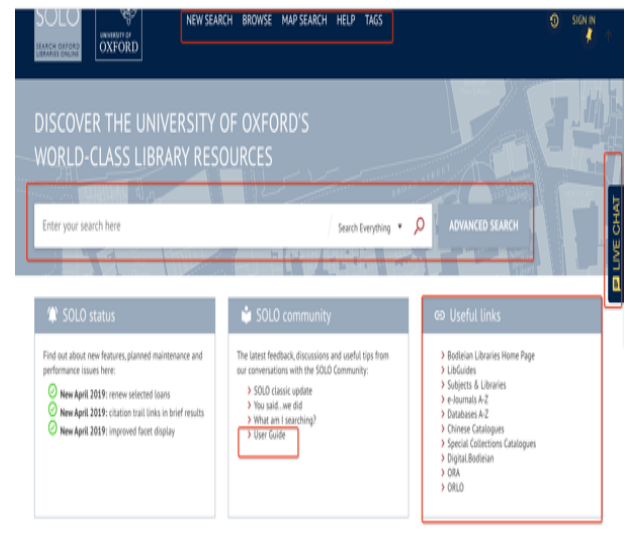 SOLO
SEARCH OXFORD
LIBRARIES ONLINE
UNIVERSITY OF
OXFORD
NEW SEARCH BROWSE MAP SEARCH HELP TAGS
SIGN IN
DISCOVER THE UNIVERSITY OF OXFORD'S
WORLD-CLASS LIBRARY RESOURCES
Enter your search here
Search Everything
ADVANCED SEARCH
LIVE CHAT
SOLO status
Find out about new features, planned maintenance and
performance issues here:
New April 2019: renew selected loans
New April 2019: citation trail links in brief results
New April 2019: improved facet display
SOLO community
The latest feedback, discussions and useful tips from
our conversations with the SOLO Community:
SOLO classic update
You said...we did
What am I searching?
User Guide
Useful links
Bodleian Libraries Home Page
LibGuides
Subjects & Libraries
e-Journals A-Z
Databases A-Z
Chinese Catalogues
Special Collections Catalogues
Digital.Bodleian
ORA
ORLO